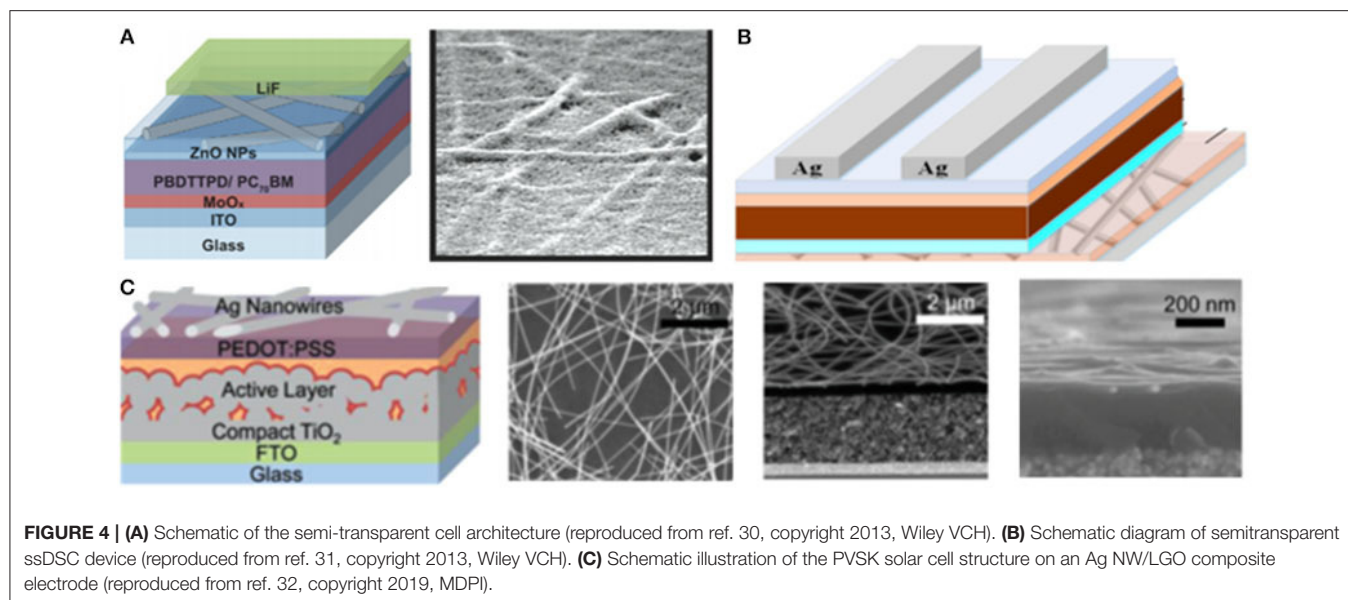 A
LiF
ZnO NPs
PBDTTPD/ PC₇₀BM
MoOₓ
ITO
Glass
B
Ag
Ag
C
Ag Nanowires
PEDOT:PSS
Active Layer
Compact TiO₂
FTO
Glass
2 µm
2 µm
200 nm
FIGURE 4 | (A) Schematic of the semi-transparent cell architecture (reproduced from ref. 30, copyright 2013, Wiley VCH). (B) Schematic diagram of semitransparent
ssDSC device (reproduced from ref. 31, copyright 2013, Wiley VCH). (C) Schematic illustration of the PVSK solar cell structure on an Ag NW/LGO composite
electrode (reproduced from ref. 32, copyright 2019, MDPI).